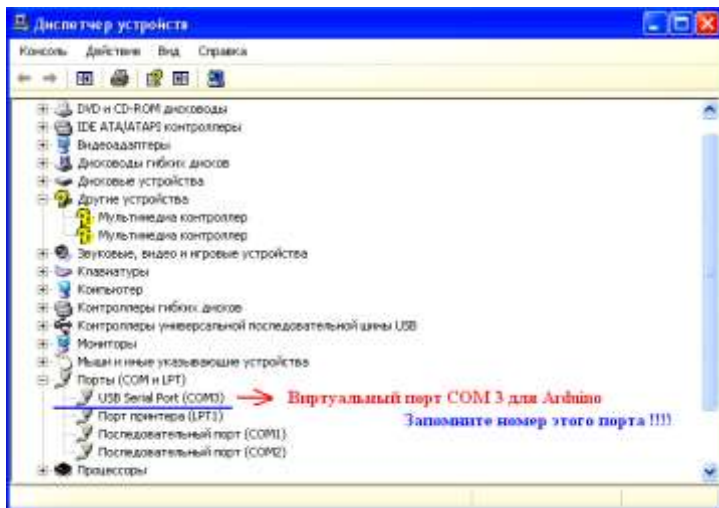 Диспетчер устройств
Консоль Действие Вид Справка
DVD и CD-ROM дисководы
IDE ATA/ATAPI контроллеры
Видеоадаптеры
Дисководы гибких дисков
Дисковые устройства
Другие устройства
Мультимедиа контроллер
Мультимедиа контроллер
Звуковые, видео и игровые устройства
Клавиатуры
Компьютер
Контроллеры гибких дисков
Контроллеры универсальной последовательной шины USB
Мониторы
Мыши и иные указывающие устройства
Порты (COM и LPT)
USB Serial Port (COM3) Виртуальный порт COM 3 для Arduino
Порт принтера (LPT1) Запомните номер этого порта !!!!
Последовательный порт (COM1)
Последовательный порт (COM2)
Процессоры